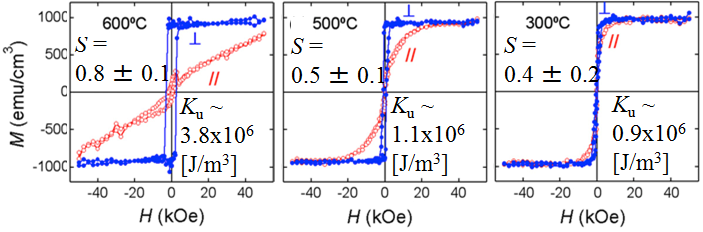 M (emu/cm³)
1000
500
0
-500
-1000
600ºC
⊥
S =
0.8 ± 0.1
//
Ku ~
3.8x10⁶
[J/m³]
-40 -20 0 20 40
H (kOe)
500ºC
⊥
S =
0.5 ± 0.1
//
Ku ~
1.1x10⁶
[J/m³]
-40 -20 0 20 40
H (kOe)
300ºC
⊥
S =
0.4 ± 0.2
//
Ku ~
0.9x10⁶
[J/m³]
-40 -20 0 20 40
H (kOe)